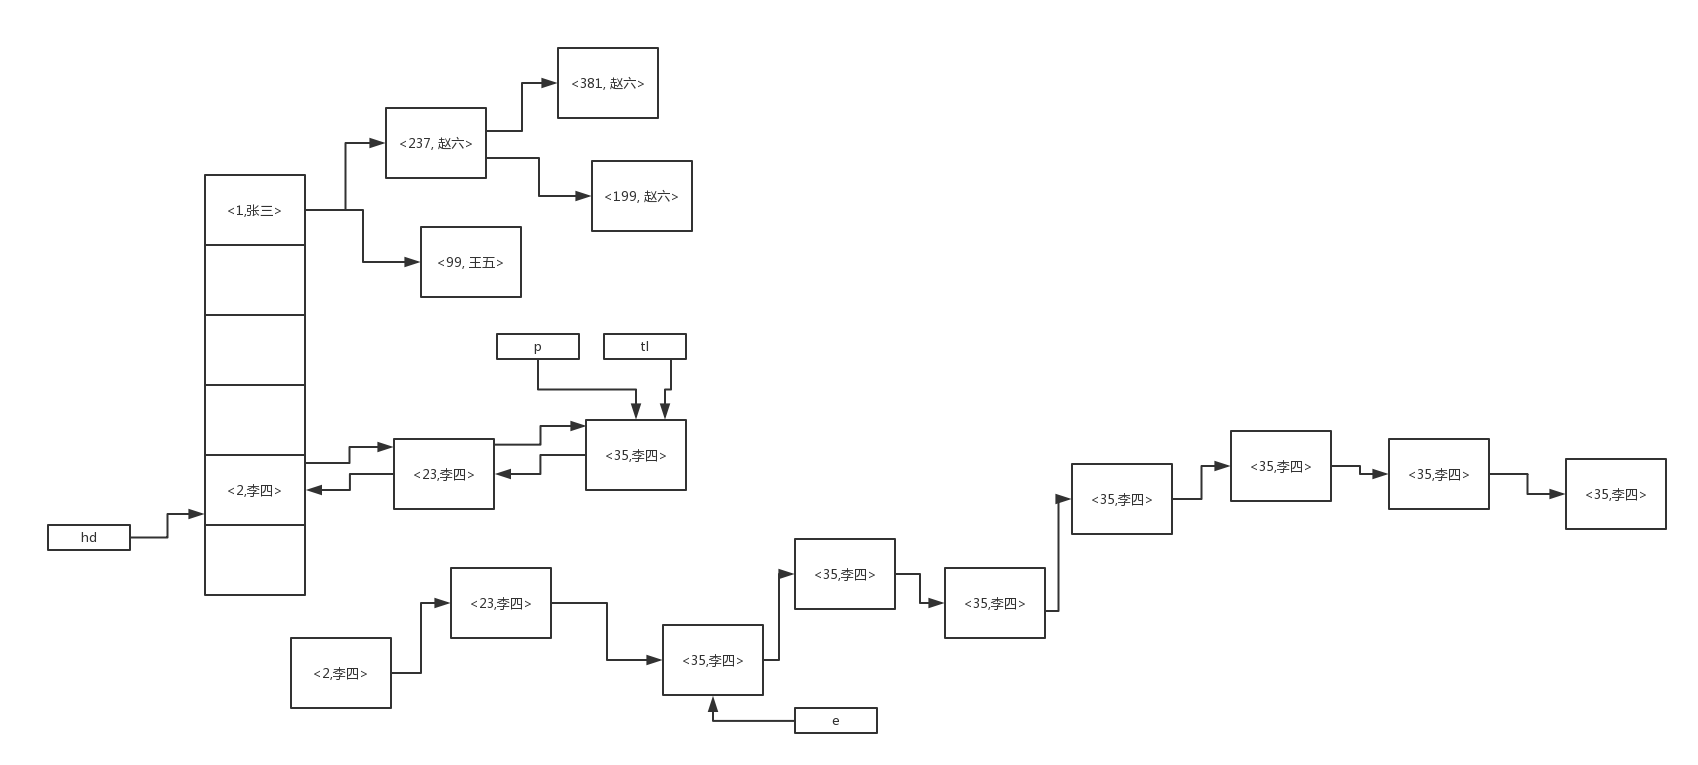 <381, 赵六>
<237, 赵六>
<199, 赵六>
<1,张三>
<99, 王五>
p
tl
<35,李四>
<23,李四>
<2,李四>
hd
<35,李四>
<35,李四>
<35,李四>
<35,李四>
<35,李四>
<35,李四>
<23,李四>
<2,李四>
<35,李四>
e